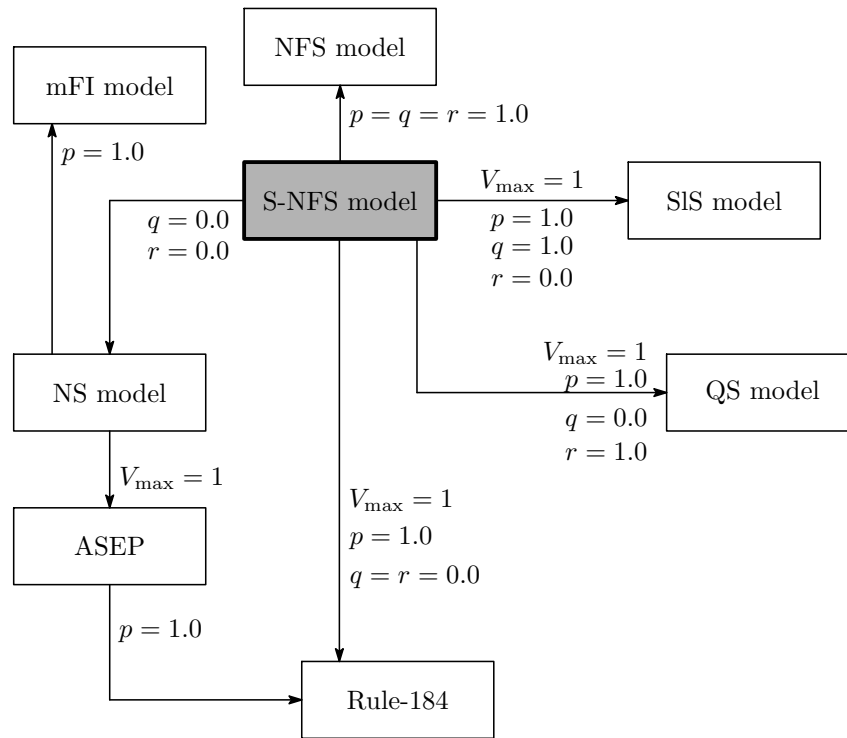 NFS model
mFI model
p = q = r = 1.0
p = 1.0
S-NFS model
V_max = 1
SlS model
p = 1.0
q = 1.0
r = 0.0
q = 0.0
r = 0.0
NS model
V_max = 1
p = 1.0
q = 0.0
r = 1.0
QS model
V_max = 1
ASEP
V_max = 1
p = 1.0
q = r = 0.0
p = 1.0
Rule-184